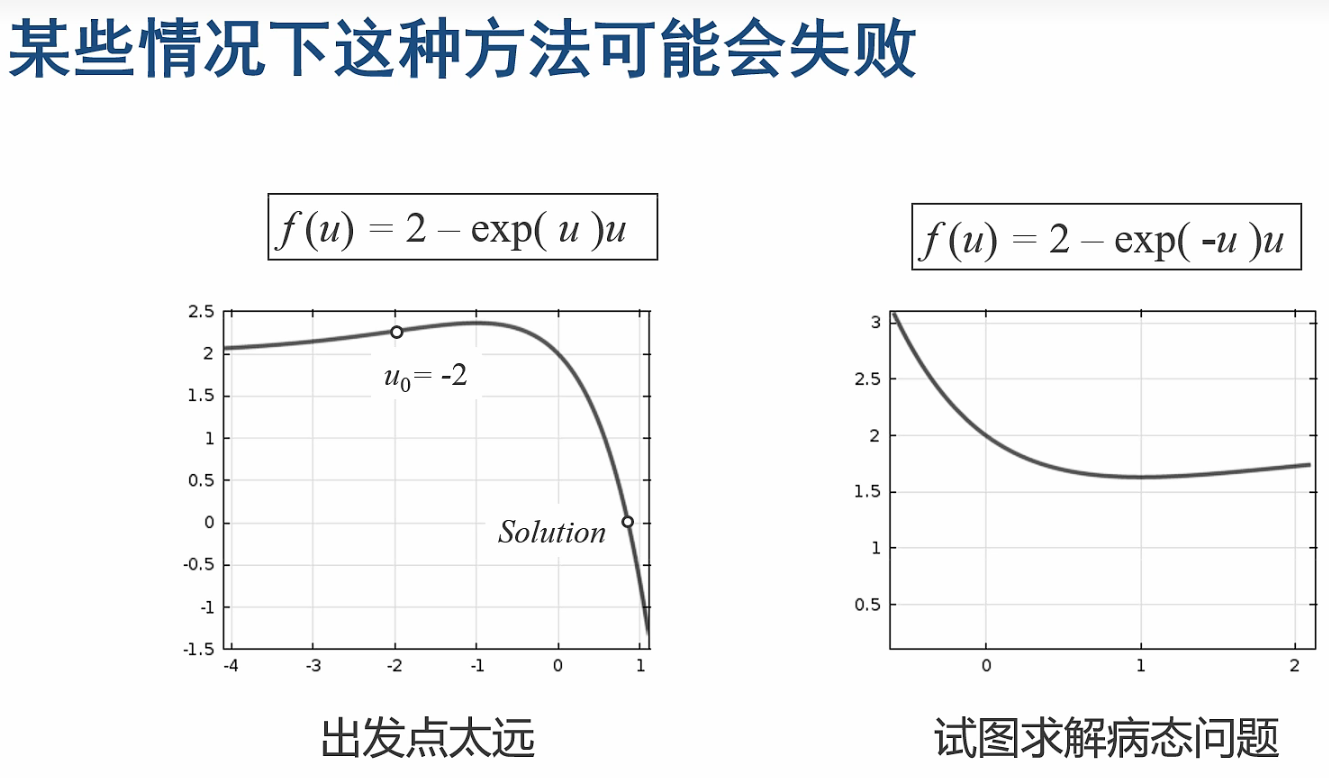 某些情况下这种方法可能会失败
f (u) = 2 – exp( u )u
f (u) = 2 – exp( -u )u
2.5
2
1.5
1
0.5
0
-0.5
-1
-1.5
-4 -3 -2 -1 0 1
u₀= -2
Solution
3
2.5
2
1.5
1
0.5
0 1 2
出发点太远
试图求解病态问题